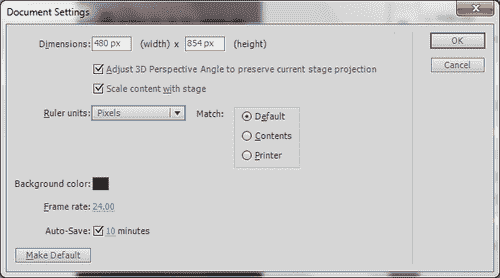 Document Settings
Dimensions: 480 px (width) x 854 px (height)
OK
Adjust 3D Perspective Angle to preserve current stage projection
Cancel
Scale content with stage
Ruler units: Pixels Match: Default
Contents
Printer
Background color:
Frame rate: 24.00
Auto-Save: 10 minutes
Make Default